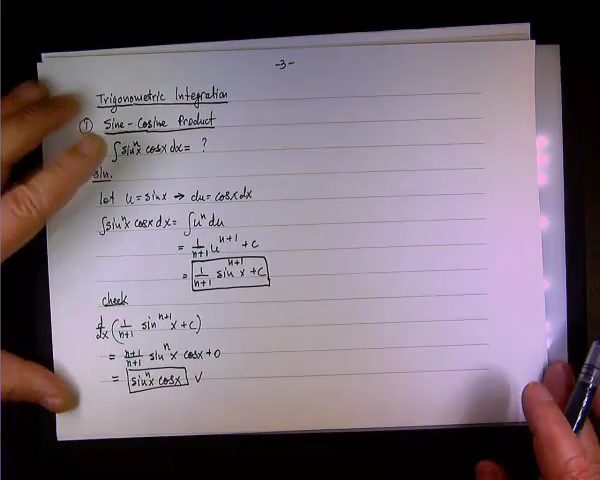 -3-
Trigonometric Integration
① Sine-Cosine Product
∫sinⁿx cosx dx = ?
Sln.
let u = sinx → du = cosx dx
∫sinⁿx cosx dx = ∫uⁿ du
= 1/(n+1) uⁿ⁺¹ + C
= 1/(n+1) sinⁿ⁺¹x + C
check
d/dx (1/(n+1) sinⁿ⁺¹x + C)
= (n+1)/(n+1) sinⁿx cosx + 0
= sinⁿx cosx ✓